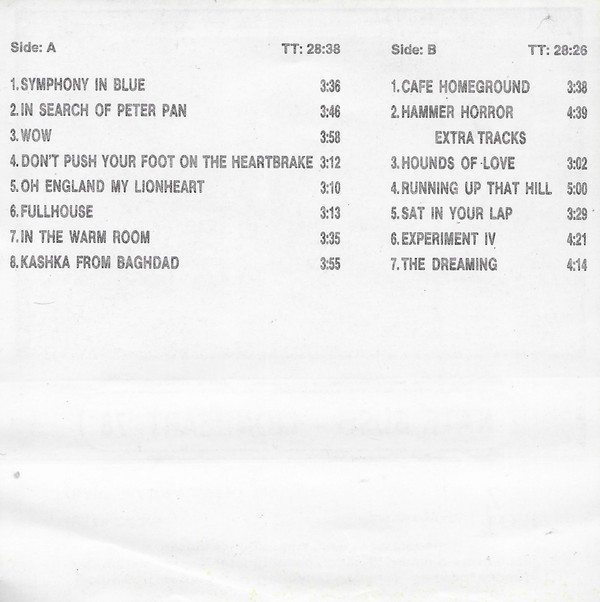 Side: A TT: 28:38
1.SYMPHONY IN BLUE 3:36
2.IN SEARCH OF PETER PAN 3:46
3.WOW 3:58
4.DON'T PUSH YOUR FOOT ON THE HEARTBRAKE 3:12
5.OH ENGLAND MY LIONHEART 3:10
6.FULLHOUSE 3:13
7.IN THE WARM ROOM 3:35
8.KASHKA FROM BAGHDAD 3:55
Side: B TT: 28:26
1.CAFE HOMEGROUND 3:38
2.HAMMER HORROR 4:39
EXTRA TRACKS
3.HOUNDS OF LOVE 3:02
4.RUNNING UP THAT HILL 5:00
5.SAT IN YOUR LAP 3:29
6.EXPERIMENT IV 4:21
7.THE DREAMING 4:14